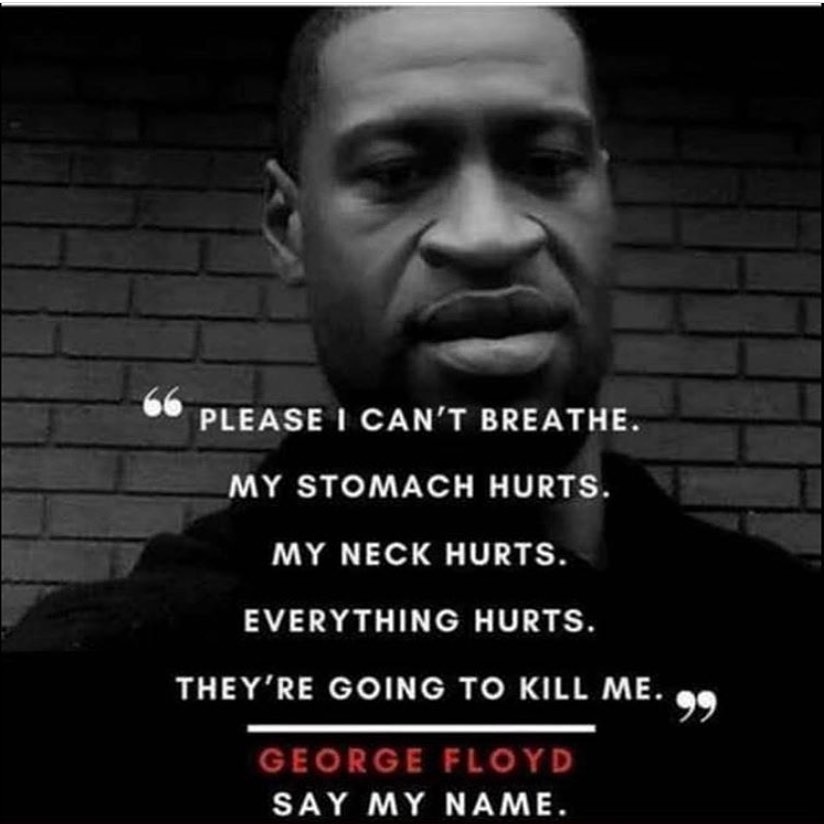 “ PLEASE I CAN’T BREATHE.
MY STOMACH HURTS.
MY NECK HURTS.
EVERYTHING HURTS.
THEY’RE GOING TO KILL ME. ”
GEORGE FLOYD
SAY MY NAME.